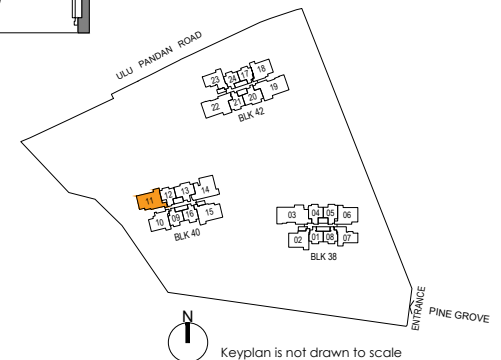 ULU PANDAN ROAD
23 24 17 18
22 21 20 19
BLK 42
11 12 13 14
10 09 16 15
BLK 40
03 04 05 06
02 01 08 07
BLK 38
ENTRANCE
PINE GROVE
N
Keyplan is not drawn to scale